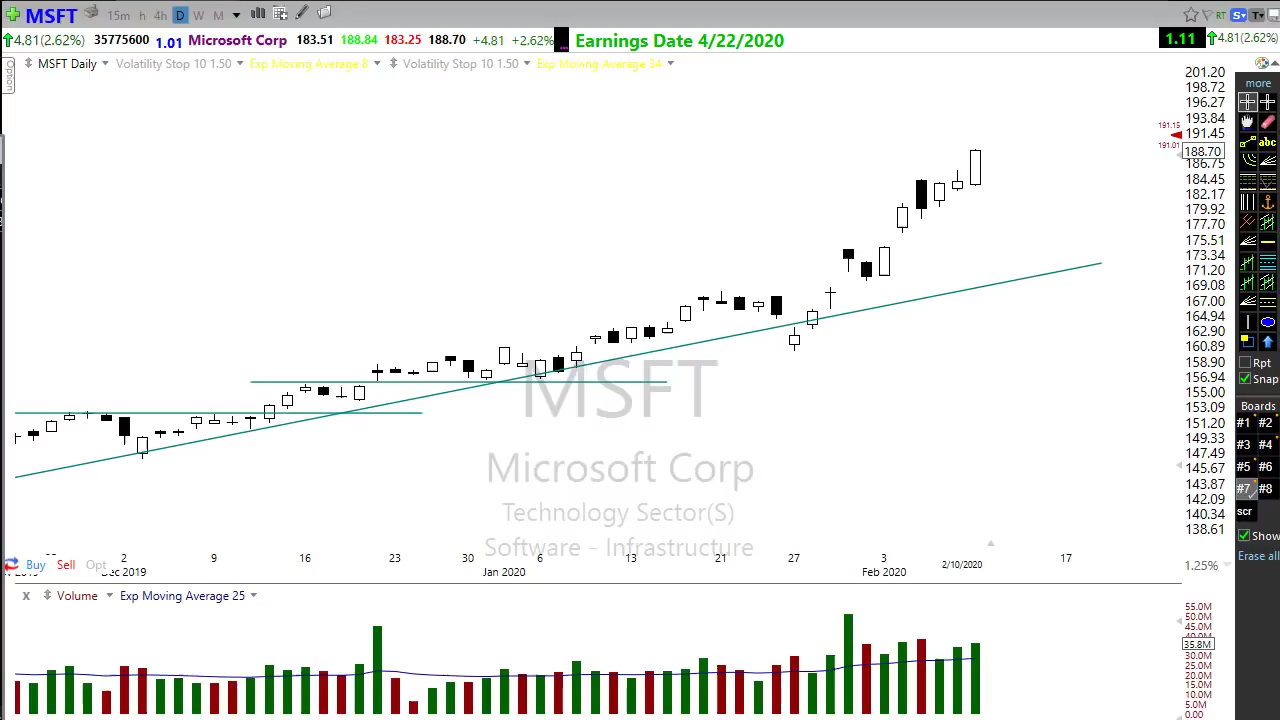 MSFT 15m h 4h D W M RT S T
4.81(2.62%) 35775600 1.01 Microsoft Corp 183.51 188.84 183.25 188.70 +4.81 +2.62% Earnings Date 4/22/2020 1.11 4.81(2.62%)
Option
MSFT Daily Volatility Stop 10 1.50 Exp Moving Average 8 Volatility Stop 10 1.50 Exp Moving Average 34
201.20
198.72
196.27
193.84
191.15
191.45
191.01
188.70
186.75
184.45
182.17
179.92
177.70
175.51
173.34
171.20
169.08
167.00
164.94
162.90
160.89
158.90
156.94
155.00
153.09
151.20
149.33
147.49
145.67
143.87
142.09
140.34
138.61
more
abc
Rpt
Snap
Boards
#1 #2
#3 #4
#5 #6
#7 #8
scr
Show
Erase all
MSFT
Microsoft Corp
Technology Sector(S)
Software - Infrastructure
2 9 16 23 30 6 13 21 27 3 2/10/2020 17
Buy Sell Opt 1.25%
Dec 2019 Jan 2020 Feb 2020
x Volume Exp Moving Average 25
55.0M
50.0M
45.0M
40.0M
35.8M
30.0M
25.0M
20.0M
15.0M
10.0M
5.0M
0.00